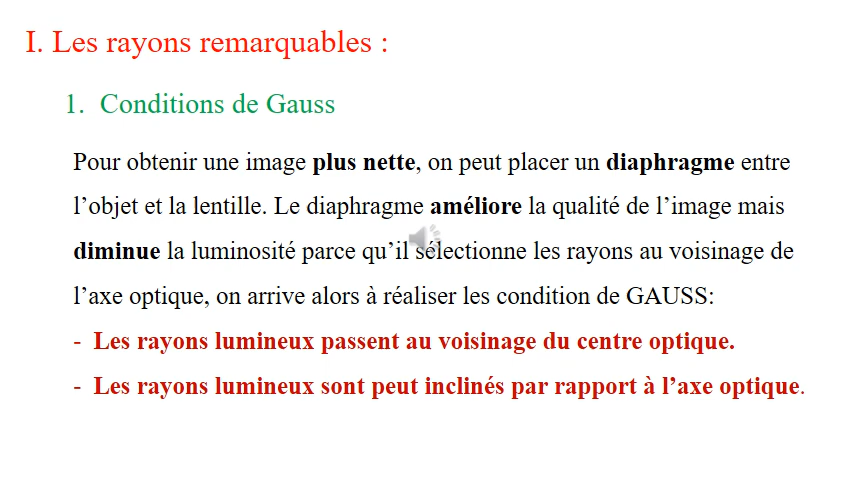 I. Les rayons remarquables :
1. Conditions de Gauss
Pour obtenir une image plus nette, on peut placer un diaphragme entre
l’objet et la lentille. Le diaphragme améliore la qualité de l’image mais
diminue la luminosité parce qu’il sélectionne les rayons au voisinage de
l’axe optique, on arrive alors à réaliser les condition de GAUSS:
- Les rayons lumineux passent au voisinage du centre optique.
- Les rayons lumineux sont peut inclinés par rapport à l’axe optique.